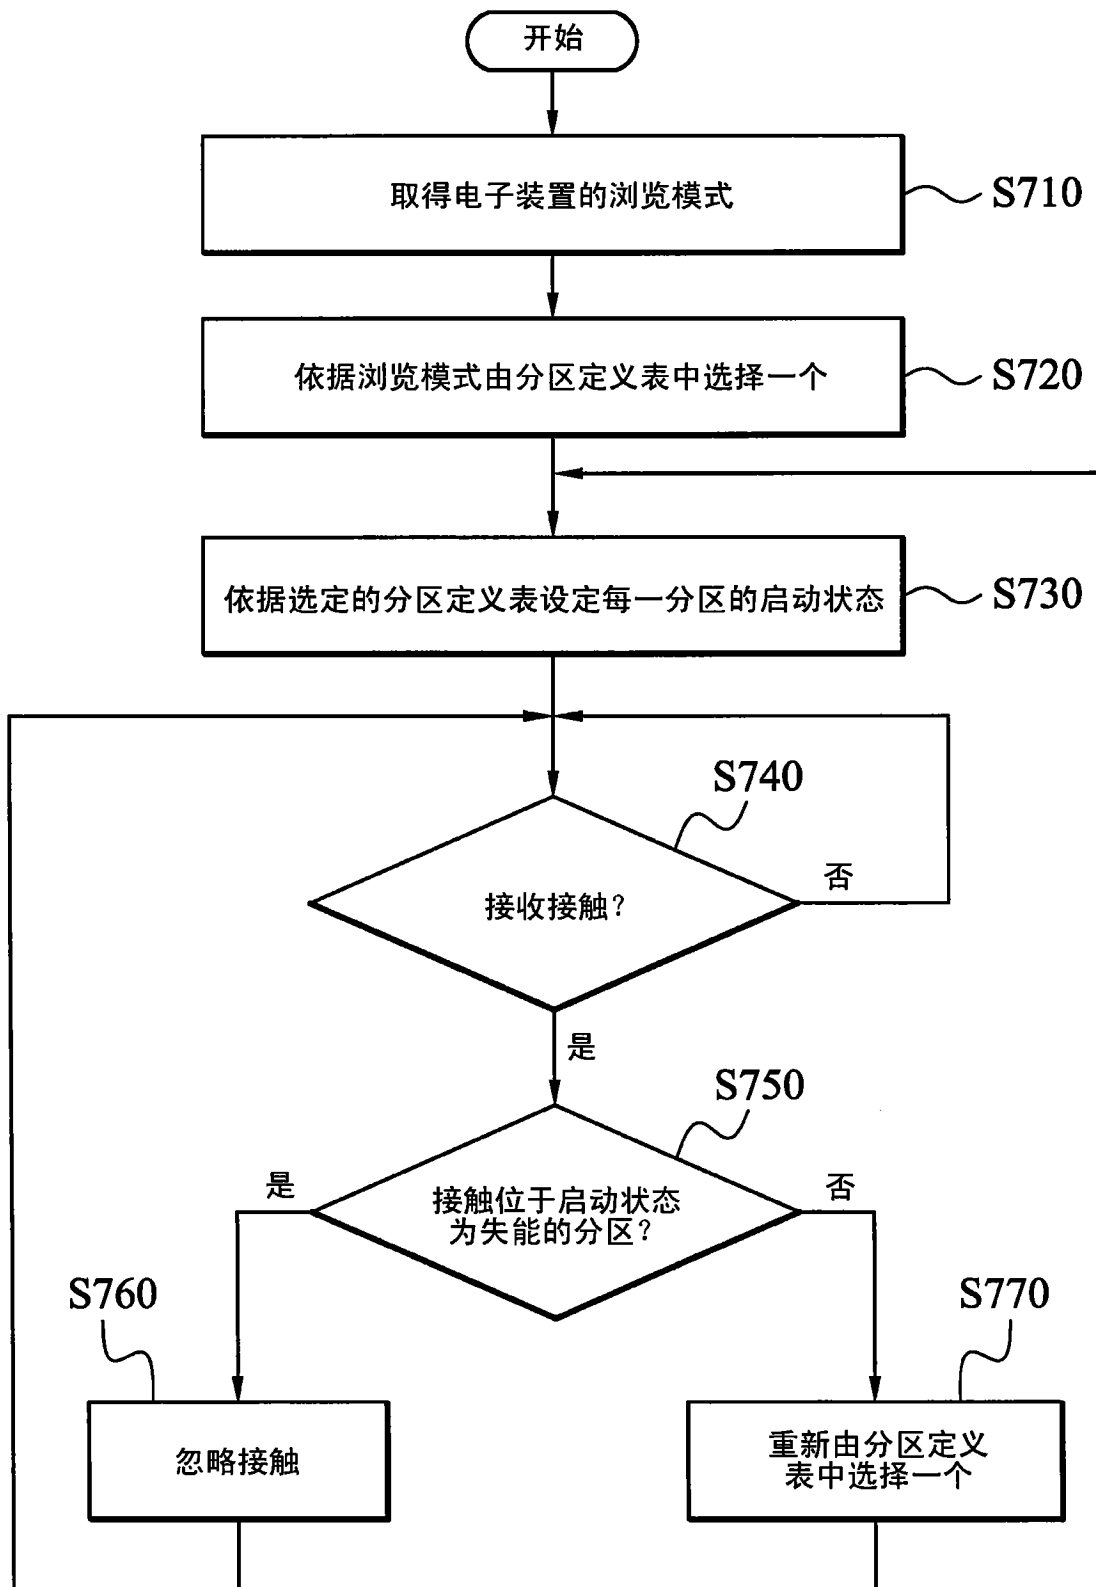 开始
取得电子装置的浏览模式
S710
依据浏览模式由分区定义表中选择一个
S720
依据选定的分区定义表设定每一分区的启动状态
S730
S740
接收接触？
否
是
S750
接触位于启动状态
为失能的分区？
是
否
S760
忽略接触
S770
重新由分区定义
表中选择一个